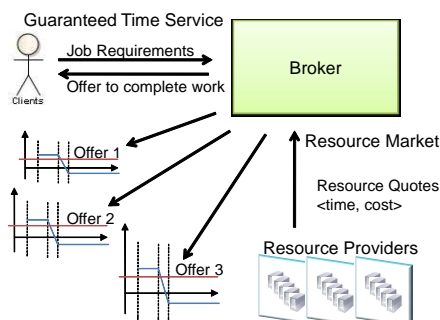 Guaranteed Time Service
Job Requirements
Offer to complete work
Clients
Broker
Offer 1
Resource Market
Resource Quotes
<time, cost>
Offer 2
Resource Providers
Offer 3